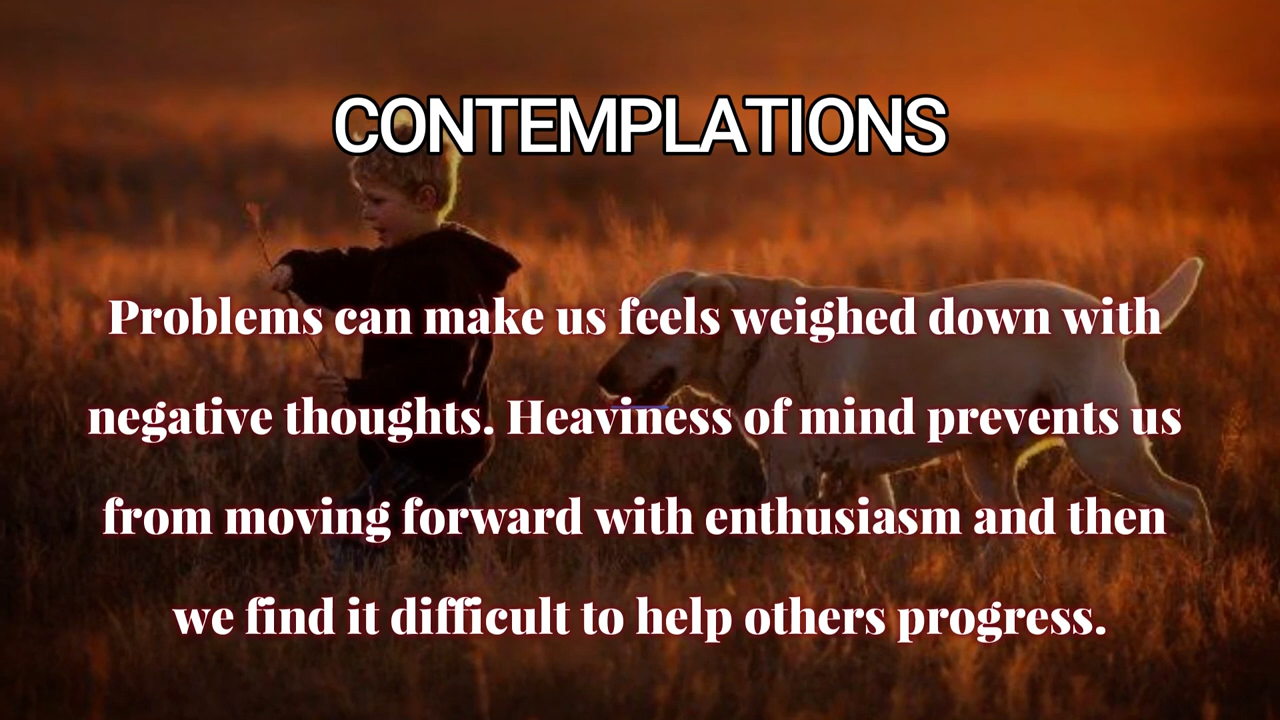 CONTEMPLATIONS
Problems can make us feels weighed down with
negative thoughts. Heaviness of mind prevents us
from moving forward with enthusiasm and then
we find it difficult to help others progress.